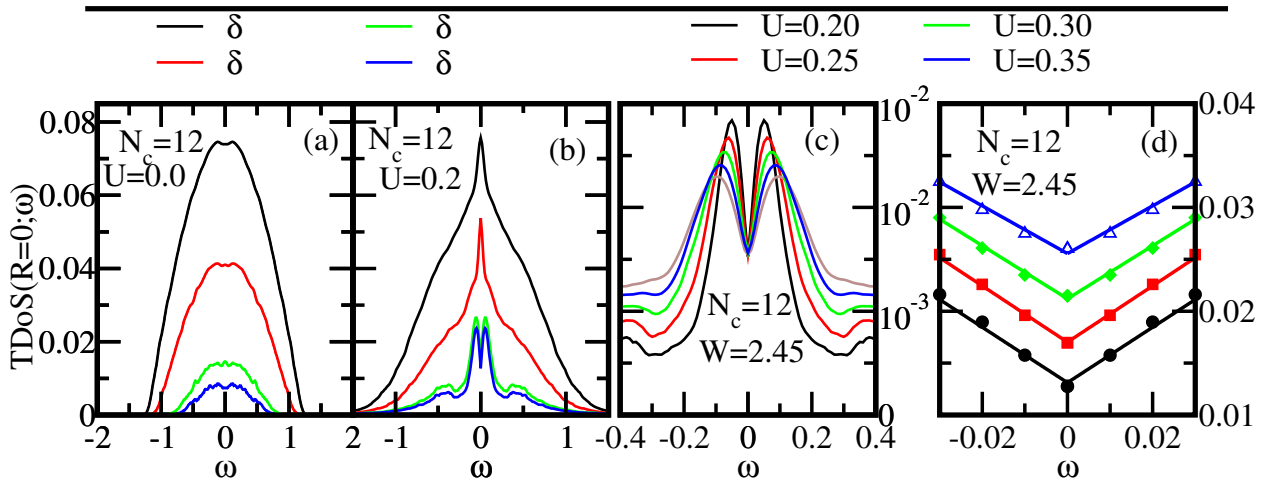 δ δ U=0.20 U=0.30
δ δ U=0.25 U=0.35
TDoS(R=0;ω)
0.08
0.06
0.04
0.02
0
N_c=12
U=0.0
(a)
-2 -1 0 1
ω
N_c=12
U=0.2
(b)
2 -1 0 1
ω
(c)
N_c=12
W=2.45
-0.4 -0.2 0 0.2 0.4
ω
10^-2
10^-2
10^-3
0
N_c=12
W=2.45
(d)
-0.02 0 0.02
ω
0.04
0.03
0.02
0.01